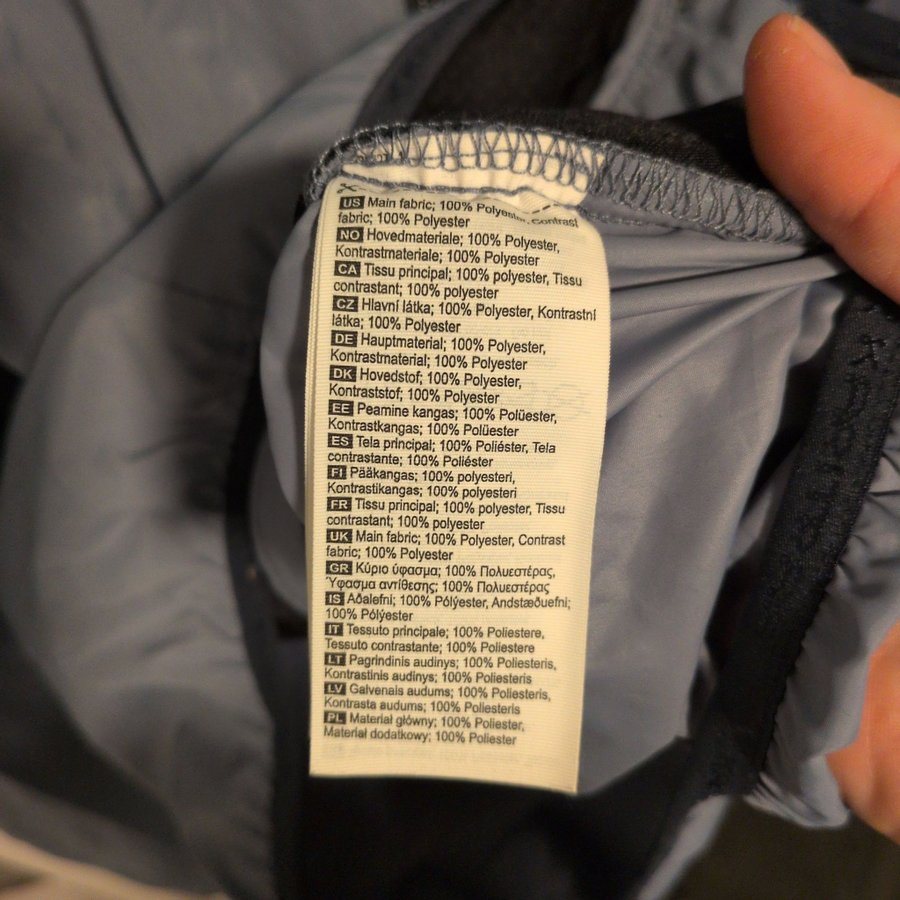 US Main fabric; 100% Polyester, Contrast
fabric; 100% Polyester
NO Hovedmateriale; 100% Polyester,
Kontrastmateriale; 100% Polyester
CA Tissu principal; 100% polyester, Tissu
contrastant; 100% polyester
CZ Hlavní látka; 100% Polyester, Kontrastní
látka; 100% Polyester
DE Hauptmaterial; 100% Polyester,
Kontrastmaterial; 100% Polyester
DK Hovedstof; 100% Polyester,
Kontraststof; 100% Polyester
EE Peamine kangas; 100% Polüester,
Kontrastkangas; 100% Polüester
ES Tela principal; 100% Poliéster, Tela
contrastante; 100% Poliéster
FI Pääkangas; 100% polyesteri,
Kontrastikangas; 100% polyesteri
FR Tissu principal; 100% polyester, Tissu
contrastant; 100% polyester
UK Main fabric; 100% Polyester, Contrast
fabric; 100% Polyester
GR Κύριο ύφασμα; 100% Πολυεστέρας,
Ύφασμα αντίθεσης; 100% Πολυεστέρας
IS Aðalefni; 100% Pólýester, Andstæðuefni;
100% Pólýester
IT Tessuto principale; 100% Poliestere,
Tessuto contrastante; 100% Poliestere
LT Pagrindinis audinys; 100% Poliesteris,
Kontrastinis audinys; 100% Poliesteris
LV Galvenais audums; 100% Poliesteris,
Kontrasta audums; 100% Poliesteris
PL Materiał główny; 100% Poliester,
Materiał dodatkowy; 100% Poliester